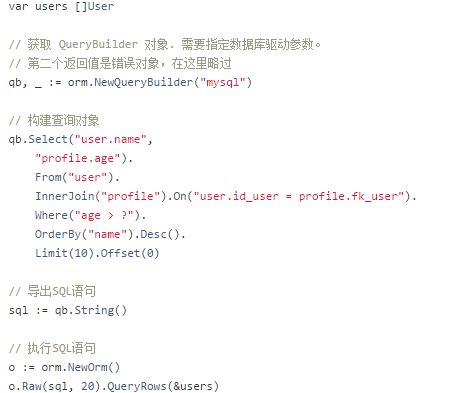 var users []User
// 获取 QueryBuilder 对象. 需要指定数据库驱动参数。
// 第二个返回值是错误对象，在这里略过
qb, _ := orm.NewQueryBuilder("mysql")
// 构建查询对象
qb.Select("user.name",
"profile.age").
From("user").
InnerJoin("profile").On("user.id_user = profile.fk_user").
Where("age > ?").
OrderBy("name").Desc().
Limit(10).Offset(0)
// 导出SQL语句
sql := qb.String()
// 执行SQL语句
o := orm.NewOrm()
o.Raw(sql, 20).QueryRows(&users)